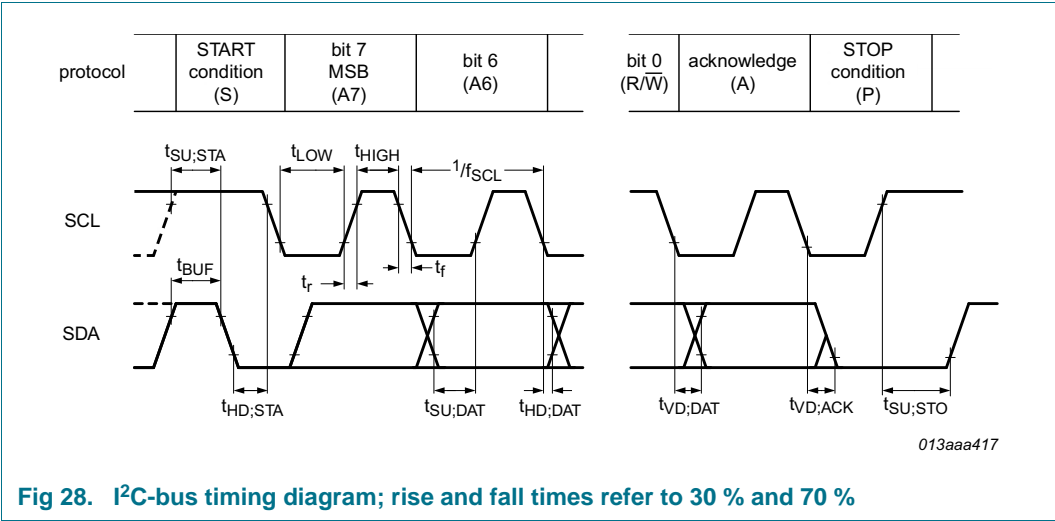 protocol
START
condition
(S)
bit 7
MSB
(A7)
bit 6
(A6)
bit 0
(R/W̅)
acknowledge
(A)
STOP
condition
(P)
tSU;STA
tLOW
tHIGH
1/fSCL
SCL
tBUF
tr
tf
SDA
tHD;STA
tSU;DAT
tHD;DAT
tVD;DAT
tVD;ACK
tSU;STO
013aaa417
Fig 28. I²C-bus timing diagram; rise and fall times refer to 30 % and 70 %